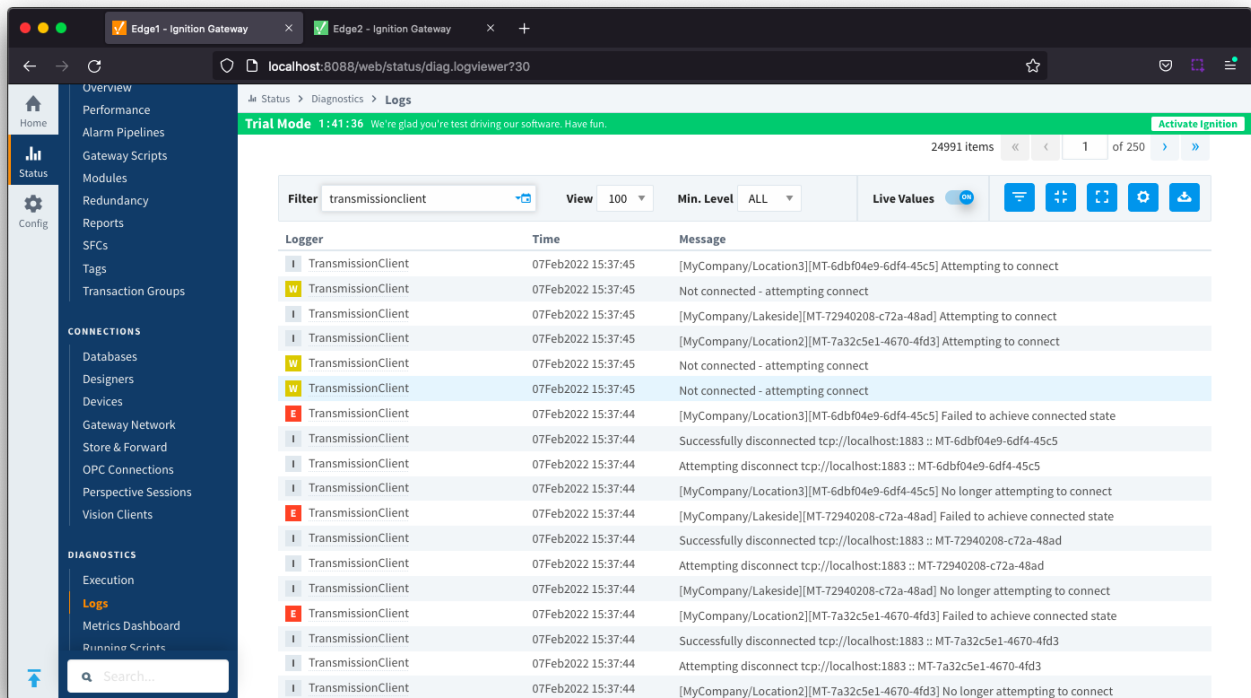 Edge1 - Ignition Gateway
Edge2 - Ignition Gateway
localhost:8088/web/status/diag.logviewer?30
Home
Status
Config
Overview
Performance
Alarm Pipelines
Gateway Scripts
Modules
Redundancy
Reports
SFCs
Tags
Transaction Groups
CONNECTIONS
Databases
Designers
Devices
Gateway Network
Store & Forward
OPC Connections
Perspective Sessions
Vision Clients
DIAGNOSTICS
Execution
Logs
Metrics Dashboard
Running Scripts
Search...
Status > Diagnostics > Logs
Trial Mode 1:41:36 We're glad you're test driving our software. Have fun. Activate Ignition
24991 items « ‹ 1 of 250 › »
Filter transmissionclient View 100 Min. Level ALL Live Values ON
Logger Time Message
I TransmissionClient 07Feb2022 15:37:45 [MyCompany/Location3][MT-6dbf04e9-6df4-45c5] Attempting to connect
W TransmissionClient 07Feb2022 15:37:45 Not connected - attempting connect
I TransmissionClient 07Feb2022 15:37:45 [MyCompany/Lakeside][MT-72940208-c72a-48ad] Attempting to connect
I TransmissionClient 07Feb2022 15:37:45 [MyCompany/Location2][MT-7a32c5e1-4670-4fd3] Attempting to connect
W TransmissionClient 07Feb2022 15:37:45 Not connected - attempting connect
W TransmissionClient 07Feb2022 15:37:45 Not connected - attempting connect
E TransmissionClient 07Feb2022 15:37:44 [MyCompany/Location3][MT-6dbf04e9-6df4-45c5] Failed to achieve connected state
I TransmissionClient 07Feb2022 15:37:44 Successfully disconnected tcp://localhost:1883 :: MT-6dbf04e9-6df4-45c5
I TransmissionClient 07Feb2022 15:37:44 Attempting disconnect tcp://localhost:1883 :: MT-6dbf04e9-6df4-45c5
I TransmissionClient 07Feb2022 15:37:44 [MyCompany/Location3][MT-6dbf04e9-6df4-45c5] No longer attempting to connect
E TransmissionClient 07Feb2022 15:37:44 [MyCompany/Lakeside][MT-72940208-c72a-48ad] Failed to achieve connected state
I TransmissionClient 07Feb2022 15:37:44 Successfully disconnected tcp://localhost:1883 :: MT-72940208-c72a-48ad
I TransmissionClient 07Feb2022 15:37:44 Attempting disconnect tcp://localhost:1883 :: MT-72940208-c72a-48ad
I TransmissionClient 07Feb2022 15:37:44 [MyCompany/Lakeside][MT-72940208-c72a-48ad] No longer attempting to connect
E TransmissionClient 07Feb2022 15:37:44 [MyCompany/Location2][MT-7a32c5e1-4670-4fd3] Failed to achieve connected state
I TransmissionClient 07Feb2022 15:37:44 Successfully disconnected tcp://localhost:1883 :: MT-7a32c5e1-4670-4fd3
I TransmissionClient 07Feb2022 15:37:44 Attempting disconnect tcp://localhost:1883 :: MT-7a32c5e1-4670-4fd3
I TransmissionClient 07Feb2022 15:37:44 [MyCompany/Location2][MT-7a32c5e1-4670-4fd3] No longer attempting to connect